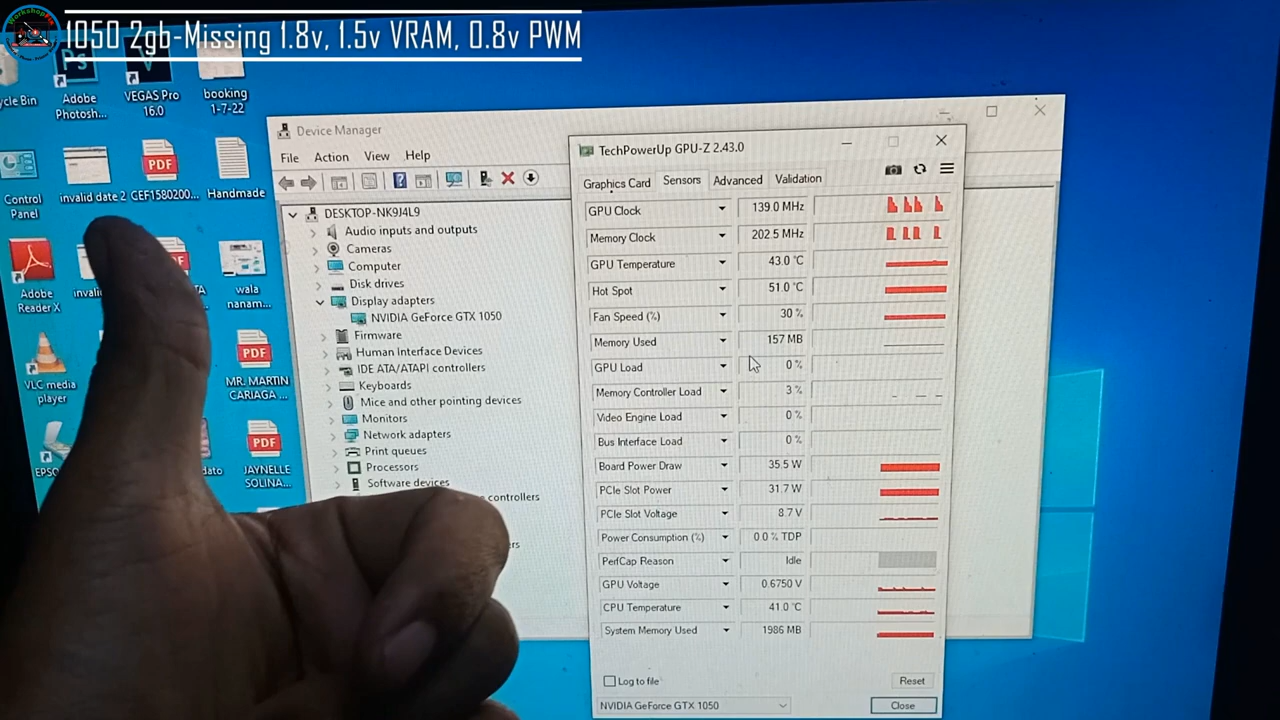 1050 2gb-Missing 1.8v, 1.5v VRAM, 0.8v PWM
cycle Bin
Adobe
Photosh...
VEGAS Pro
16.0
booking
1-7-22
Control
Panel
PDF
invalid date 2
CEF1580200...
Handmade
Adobe
Reader X
invali
wala
nanam...
VLC media
player
PDF
MR. MARTIN
CARIAGA ...
EPSO
dato
PDF
JAYNELLE
SOLINA...
Device Manager
File Action View Help
DESKTOP-NK9J4L9
Audio inputs and outputs
Cameras
Computer
Disk drives
Display adapters
NVIDIA GeForce GTX 1050
Firmware
Human Interface Devices
IDE ATA/ATAPI controllers
Keyboards
Mice and other pointing devices
Monitors
Network adapters
Print queues
Processors
Software devices
controllers
TechPowerUp GPU-Z 2.43.0
Graphics Card Sensors Advanced Validation
GPU Clock 139.0 MHz
Memory Clock 202.5 MHz
GPU Temperature 43.0 °C
Hot Spot 51.0 °C
Fan Speed (%) 30 %
Memory Used 157 MB
GPU Load 0 %
Memory Controller Load 3 %
Video Engine Load 0 %
Bus Interface Load 0 %
Board Power Draw 35.5 W
PCIe Slot Power 31.7 W
PCIe Slot Voltage 8.7 V
Power Consumption (%) 0.0 % TDP
PerfCap Reason Idle
GPU Voltage 0.6750 V
CPU Temperature 41.0 °C
System Memory Used 1986 MB
Log to file
Reset
NVIDIA GeForce GTX 1050
Close